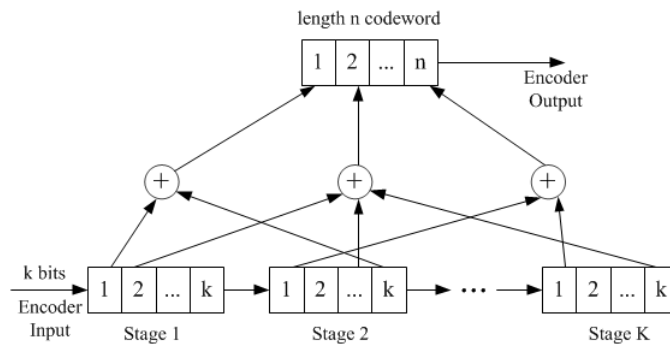 length n codeword
1 2 ... n
Encoder
Output
+ + +
k bits
Encoder
Input
1 2 ... k 1 2 ... k ... 1 2 ... k
Stage 1 Stage 2 Stage K